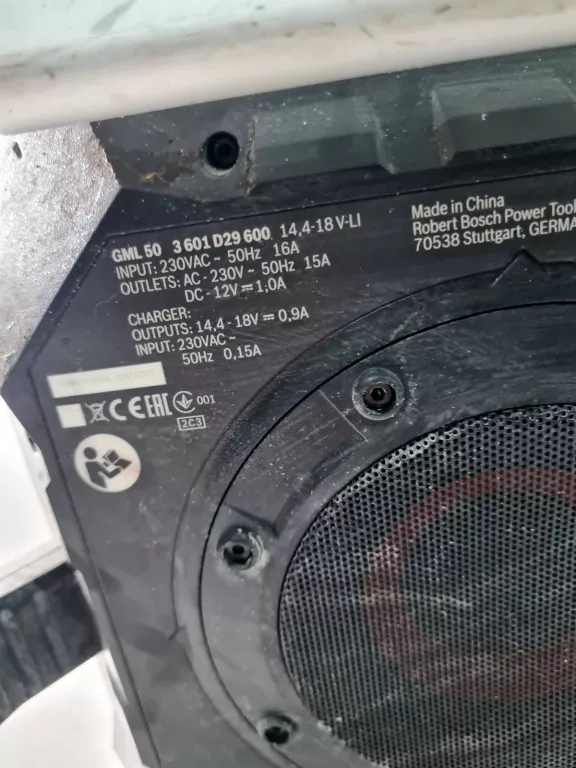 GML 50 3 601 D29 600 14,4-18 V-LI
INPUT: 230VAC ~ 50Hz 16A
OUTLETS: AC - 230V ~ 50Hz 15A
DC - 12V ⎓ 1,0A
CHARGER:
OUTPUTS: 14,4 - 18V ⎓ 0,9A
INPUT: 230VAC ~
50Hz 0,15A
Made in China
Robert Bosch Power Tool
70538 Stuttgart, GERMA
CE EAC 001
2C3